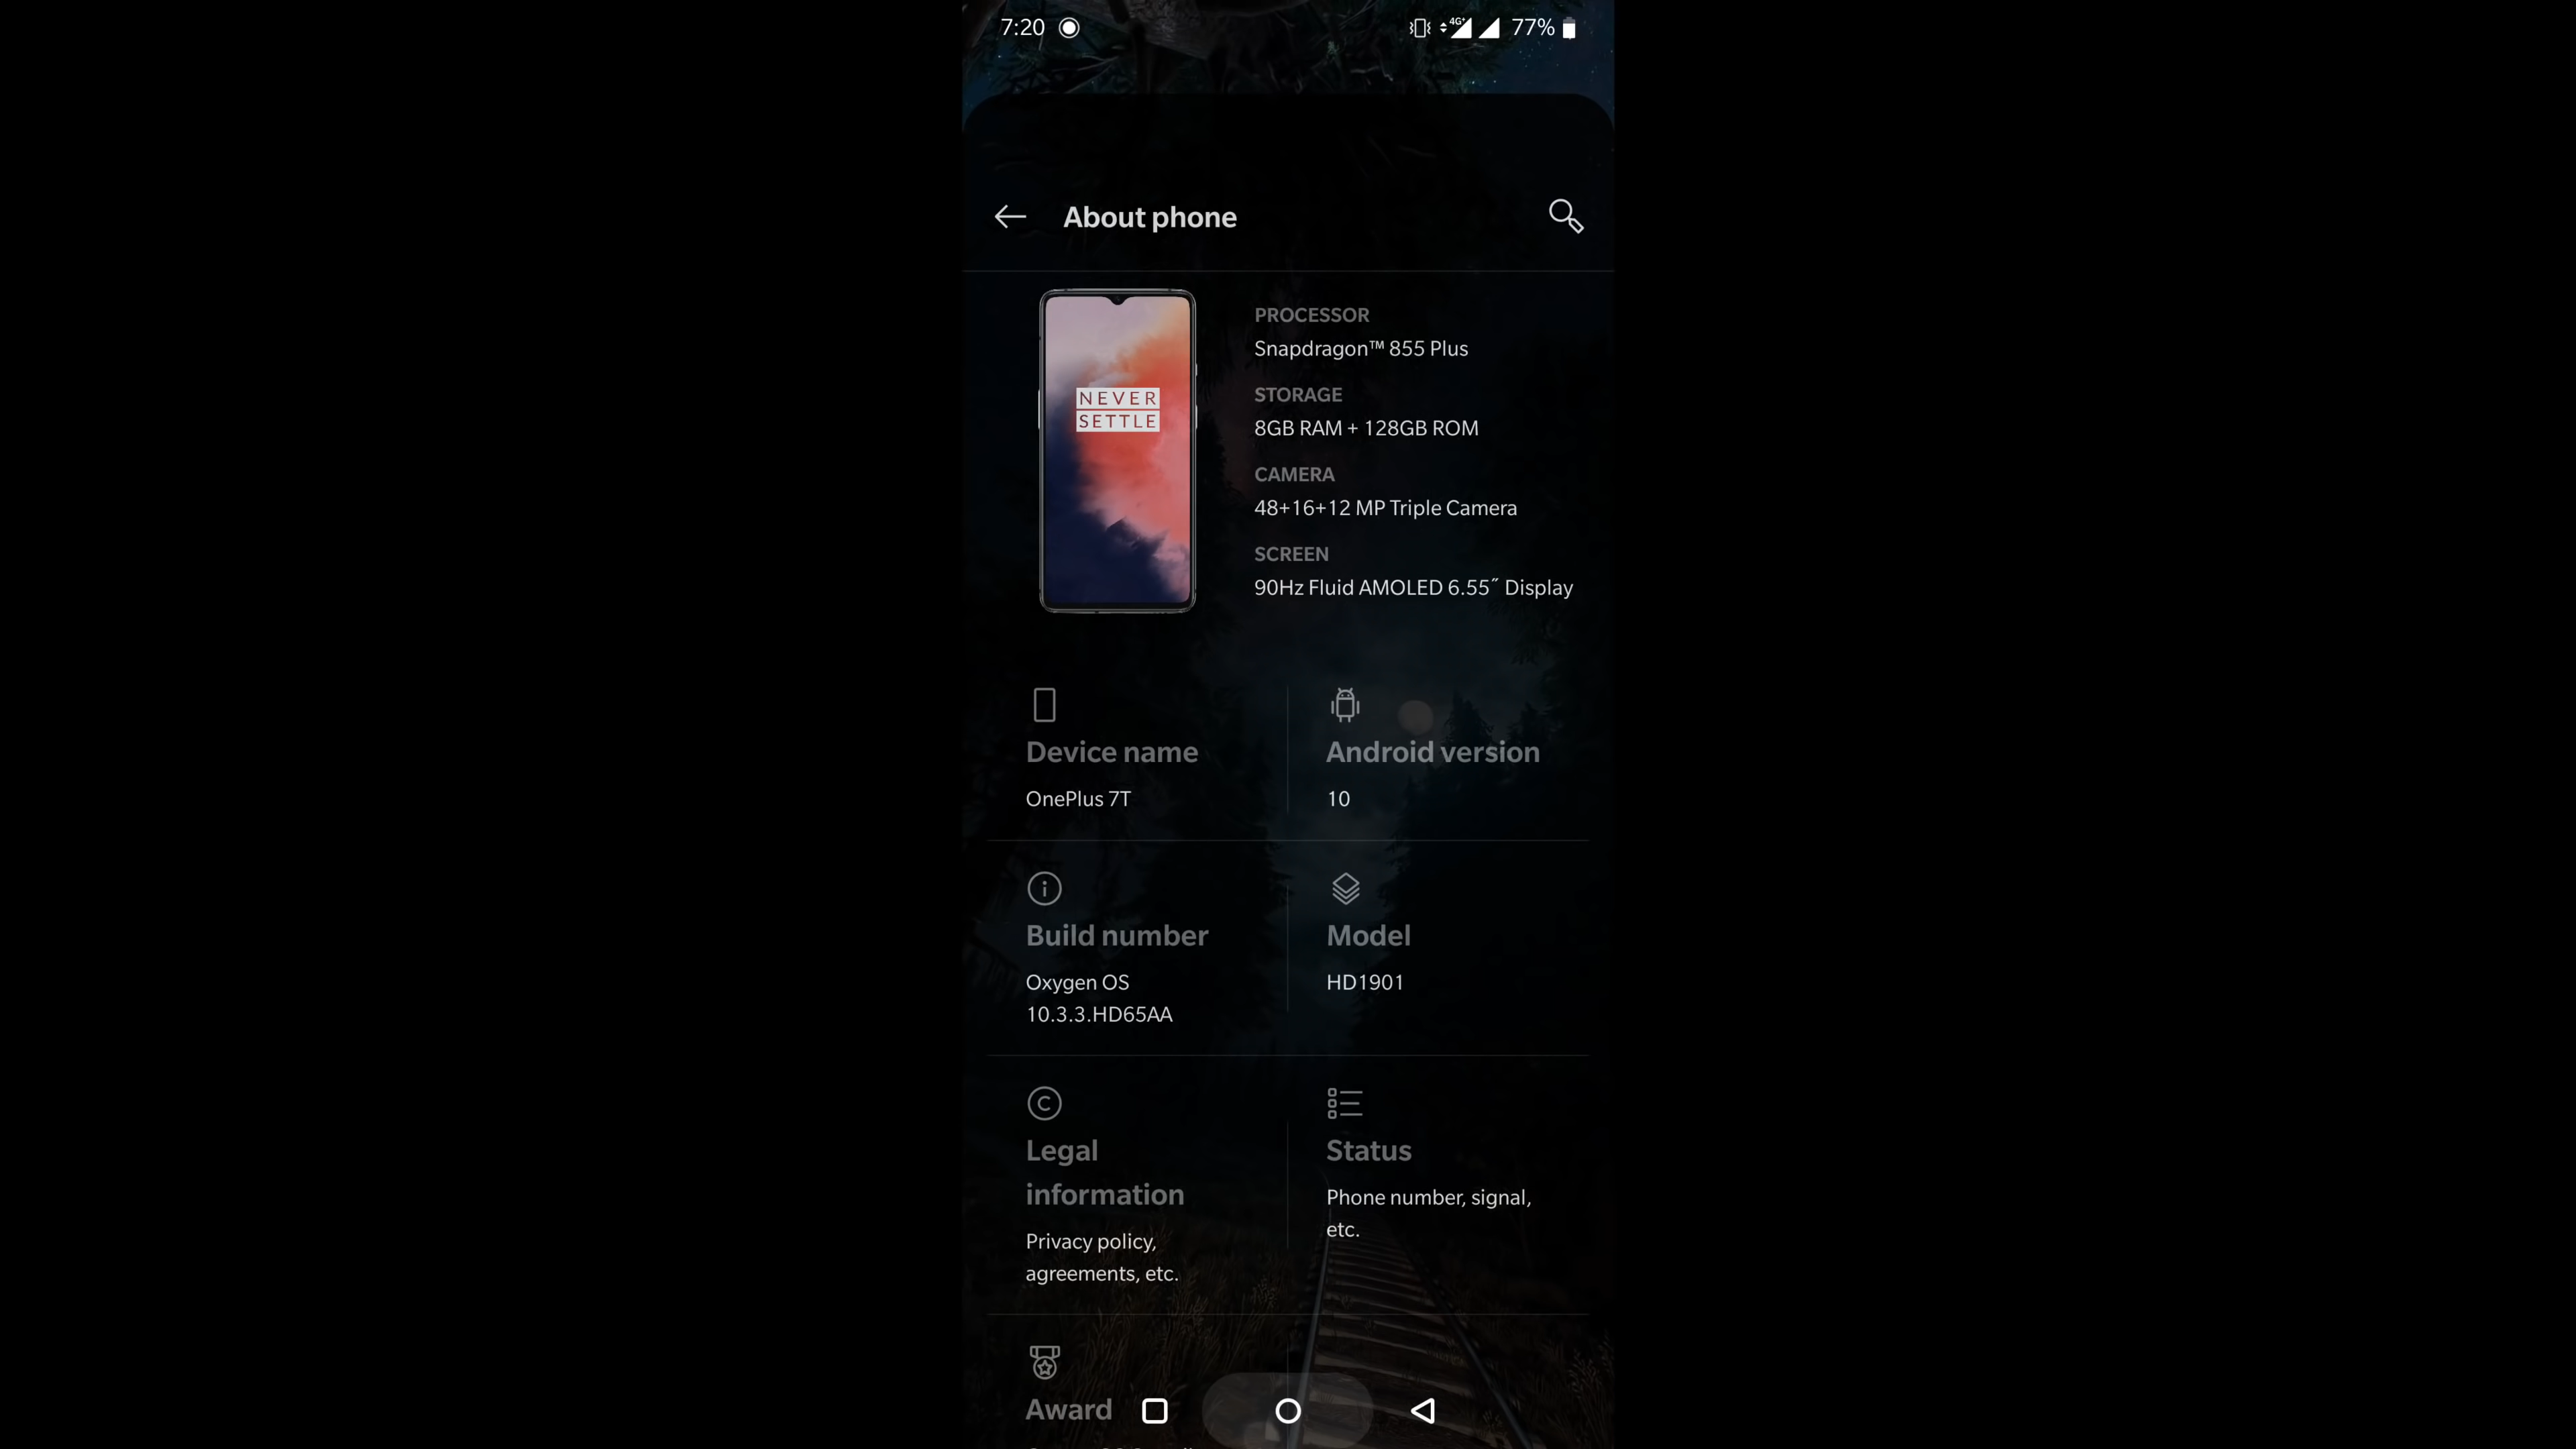 7:20
4G+
77%
About phone
NEVER
SETTLE
PROCESSOR
Snapdragon™ 855 Plus
STORAGE
8GB RAM + 128GB ROM
CAMERA
48+16+12 MP Triple Camera
SCREEN
90Hz Fluid AMOLED 6.55˝ Display
Device name
OnePlus 7T
Android version
10
Build number
Oxygen OS
10.3.3.HD65AA
Model
HD1901
Legal
information
Privacy policy,
agreements, etc.
Status
Phone number, signal,
etc.
Award